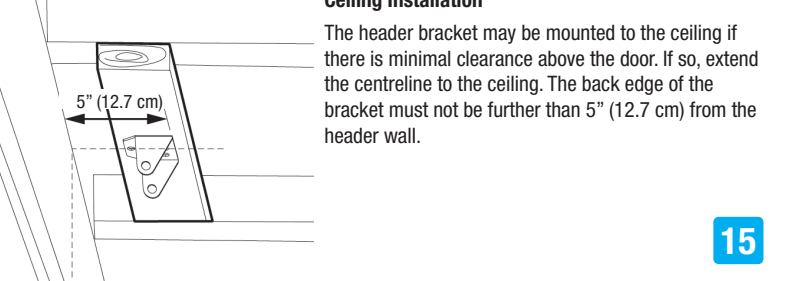 Ceiling Installation
The header bracket may be mounted to the ceiling if
there is minimal clearance above the door. If so, extend
the centreline to the ceiling. The back edge of the
bracket must not be further than 5” (12.7 cm) from the
header wall.
5” (12.7 cm)
15